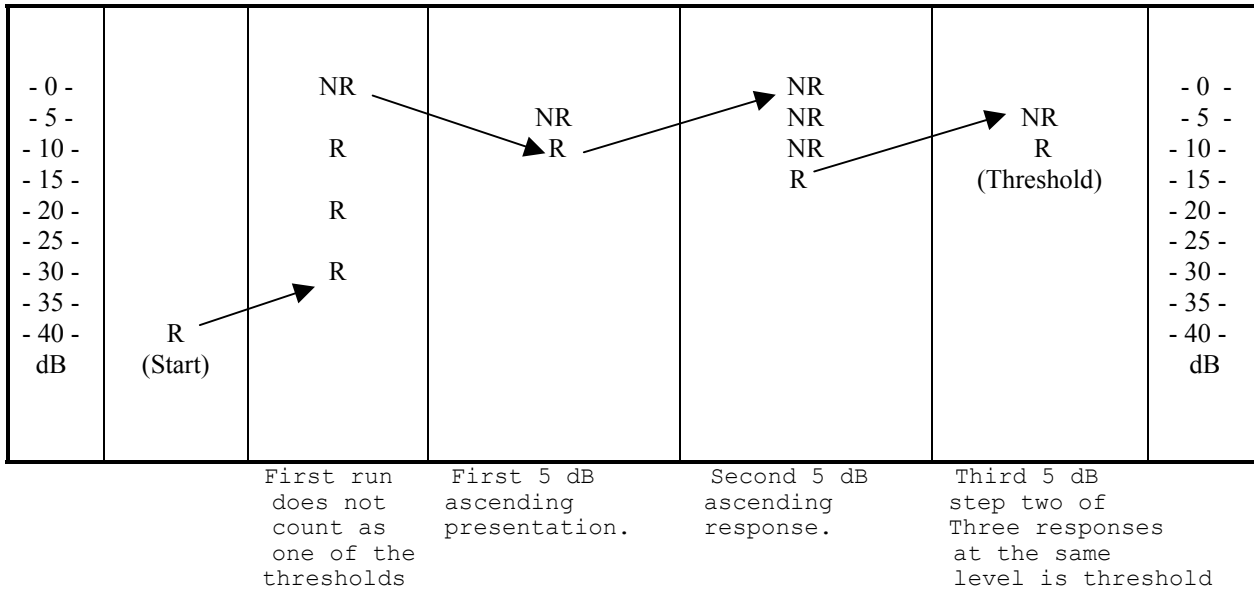 - 0 - NR NR - 0 -
- 5 - NR NR NR - 5 -
- 10 - R R NR R - 10 -
- 15 - R (Threshold) - 15 -
- 20 - R - 20 -
- 25 - - 25 -
- 30 - R - 30 -
- 35 - - 35 -
- 40 - R - 40 -
dB (Start) dB
First run First 5 dB Second 5 dB Third 5 dB
does not ascending ascending step two of
count as presentation. response. Three responses
one of the at the same
thresholds level is threshold